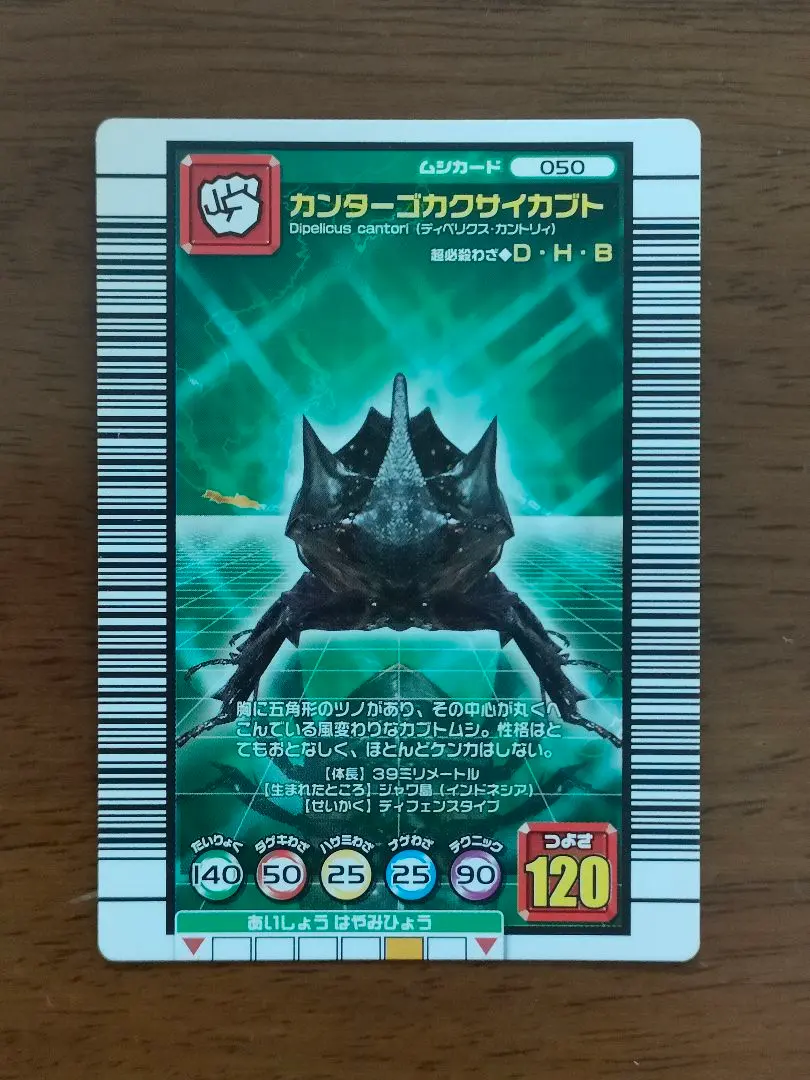 ムシカード 050
カンターゴカクサイカブト
Dipelicus cantori (ディペリクス・カントリィ)
超必殺わざ◆D・H・B
胸に五角形のツノがあり、その中心が丸くへ
こんでいる風変わりなカブトムシ。性格はと
てもおとなしく、ほとんどケンカはしない。
【体長】39ミリメートル
【生まれたところ】ジャワ島（インドネシア）
【せいかく】ディフェンスタイプ
たいりょく ダゲキわざ ハサミわざ ナゲわざ テクニック つよさ
140 50 25 25 90 120
あいしょう はやみひょう